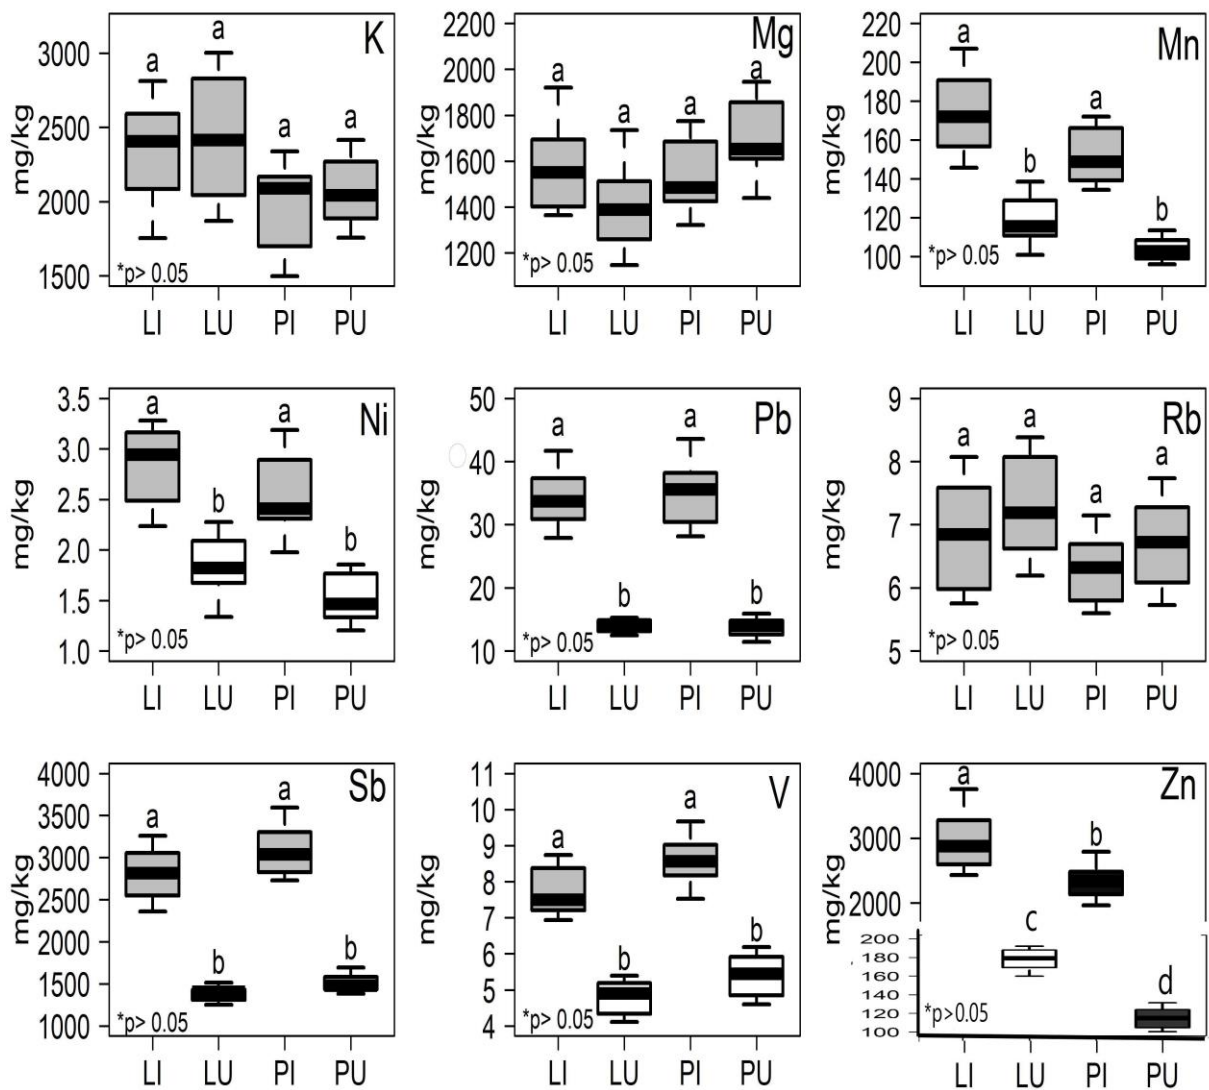 K
mg/kg
3000
2500
2000
1500
a a a a
*p> 0.05
LI LU PI PU
Mg
mg/kg
2200
2000
1800
1600
1400
1200
a a a a
*p> 0.05
LI LU PI PU
Mn
mg/kg
220
200
180
160
140
120
100
a b a b
*p> 0.05
LI LU PI PU
Ni
mg/kg
3.5
3.0
2.5
2.0
1.5
1.0
a b a b
*p> 0.05
LI LU PI PU
Pb
mg/kg
50
40
30
20
10
a b a b
*p> 0.05
LI LU PI PU
Rb
mg/kg
9
8
7
6
5
a a a a
*p> 0.05
LI LU PI PU
Sb
mg/kg
4000
3500
3000
2500
2000
1500
1000
a b a b
*p> 0.05
LI LU PI PU
V
mg/kg
11
10
9
8
7
6
5
4
a b a b
*p> 0.05
LI LU PI PU
Zn
mg/kg
4000
3000
2000
200
180
160
140
120
100
a c b d
*p>0.05
LI LU PI PU